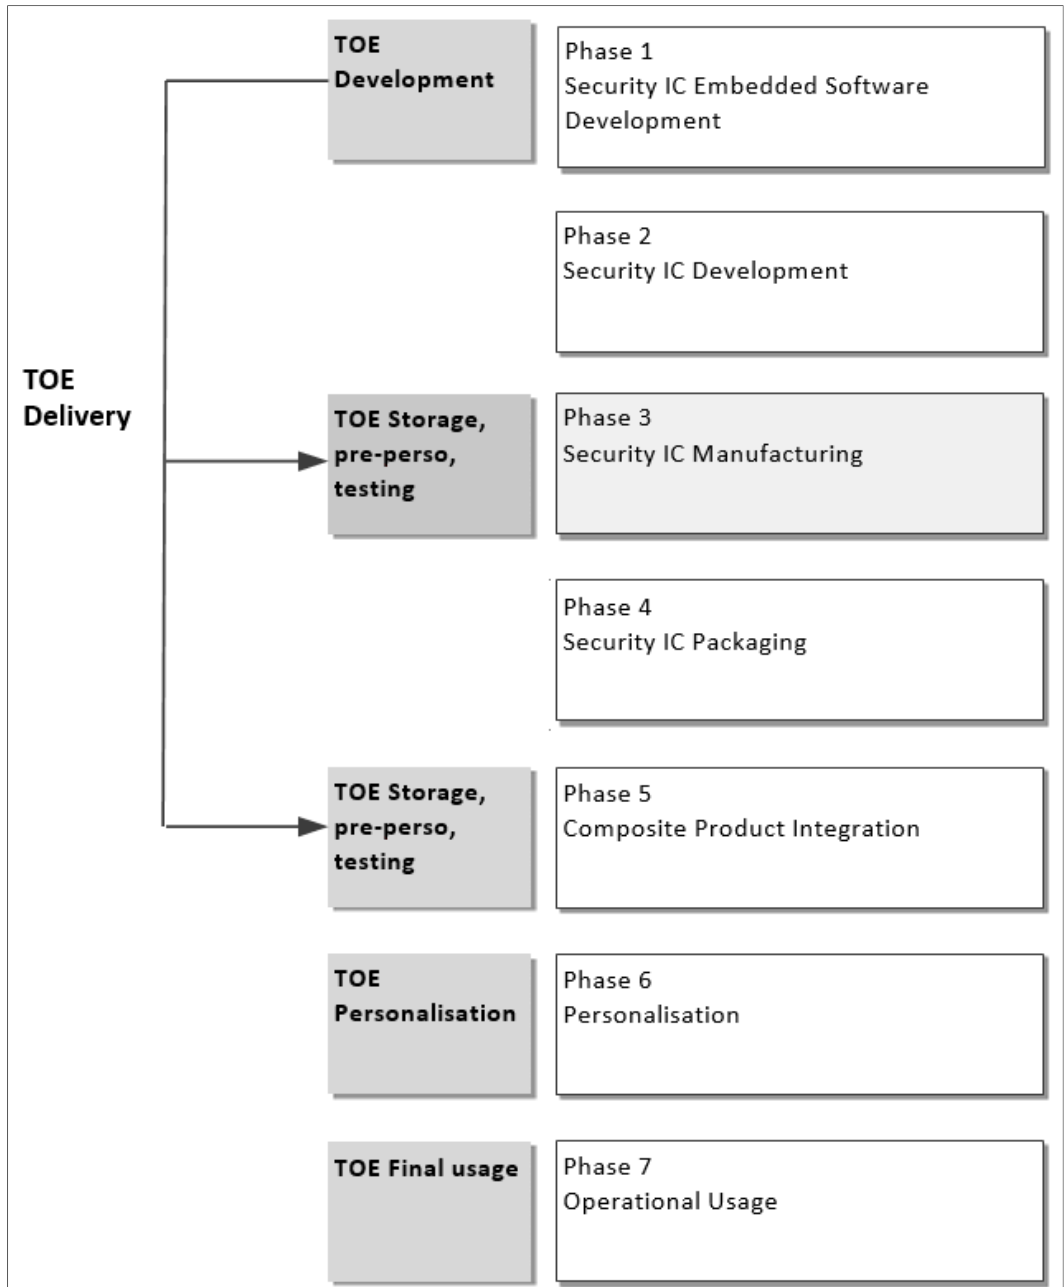 TOE
Development
Phase 1
Security IC Embedded Software
Development
Phase 2
Security IC Development
TOE
Delivery
TOE Storage,
pre-perso,
testing
Phase 3
Security IC Manufacturing
Phase 4
Security IC Packaging
TOE Storage,
pre-perso,
testing
Phase 5
Composite Product Integration
TOE
Personalisation
Phase 6
Personalisation
TOE Final usage
Phase 7
Operational Usage